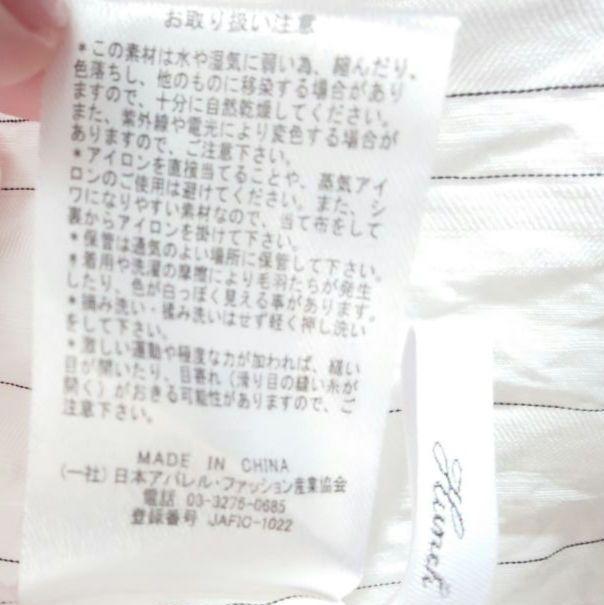 お取り扱い注意
*この素材は水や湿気に弱い為、縮んだり、
色落ちし、他のものに移染する場合があり
ますので、十分に自然乾燥してください。
また、紫外線や電光により変色する場合が
ありますので、ご注意下さい。
*アイロンを直接当てることや、蒸気アイ
ロンのご使用は避けてください。また、シ
ワになりやすい素材なので、当て布をして
裏からアイロンを掛けて下さい。
*保管は通気のよい場所に保管して下さい。
*着用や洗濯の摩擦により毛羽たちが発生
したり、色が白っぽく見える事があります。
*摘み洗い・揉み洗いはせず軽く押し洗い
をして下さい。
*激しい運動や極度な力が加われば、縫い
目が開いたり、目寄れ(滑り目の縫い糸が
開く)がおきる可能性がありますので、ご
注意下さい。
MADE IN CHINA
(一社)日本アパレル・ファッション産業協会
電話 03-3275-0685
登録番号 JAFIC-1022